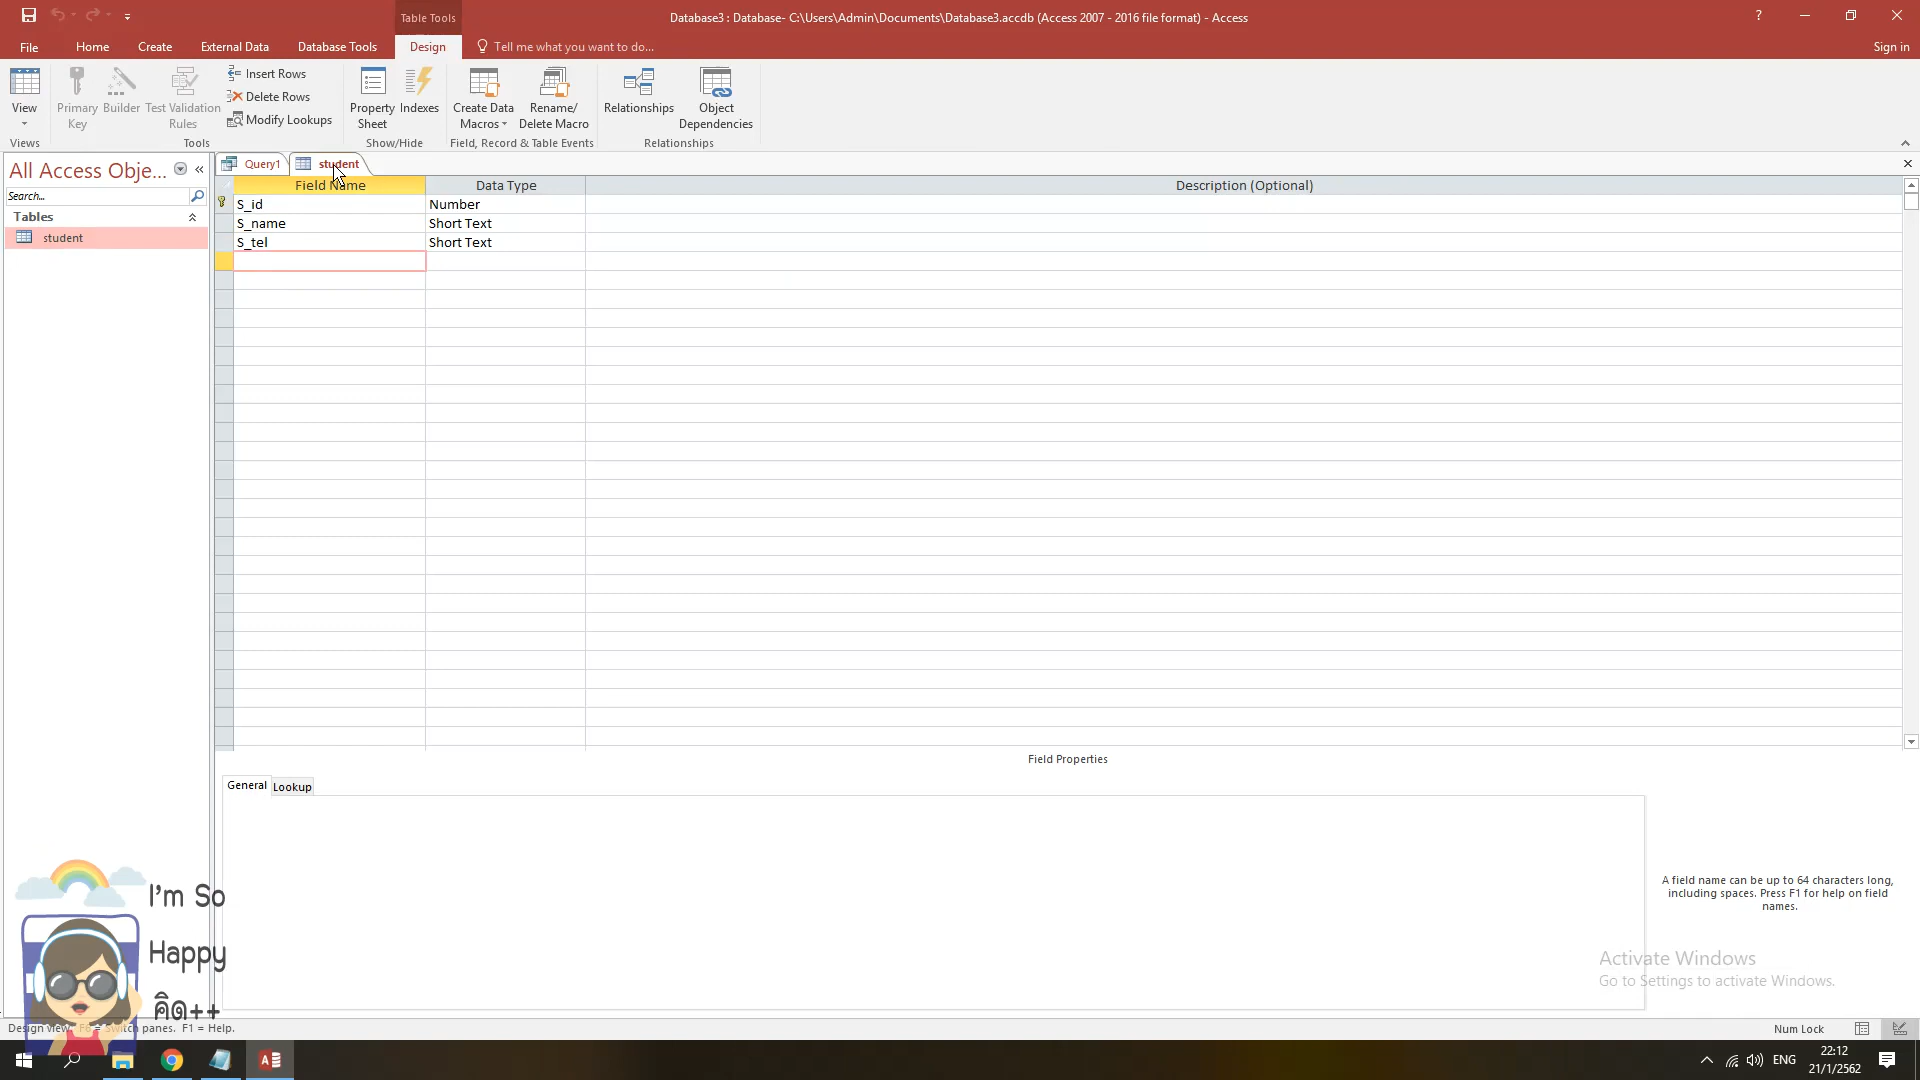 Table Tools
Database3 : Database- C:\Users\Admin\Documents\Database3.accdb (Access 2007 - 2016 file format) - Access
?
File
Home
Create
External Data
Database Tools
Design
Tell me what you want to do...
Sign in
View
Primary Key
Builder
Test Validation Rules
Insert Rows
Delete Rows
Modify Lookups
Property Sheet
Indexes
Create Data Macros
Rename/ Delete Macro
Relationships
Object Dependencies
Views
Tools
Show/Hide
Field, Record & Table Events
Relationships
All Access Obje...
Search...
Tables
student
Query1
student
Field Name
Data Type
Description (Optional)
S_id
Number
S_name
Short Text
S_tel
Short Text
Field Properties
General
Lookup
A field name can be up to 64 characters long,
including spaces. Press F1 for help on field
names.
Activate Windows
Go to Settings to activate Windows.
I'm So
Happy
คิด++
Design view. F6 = Switch panes. F1 = Help.
Num Lock
ENG
22:12
21/1/2562